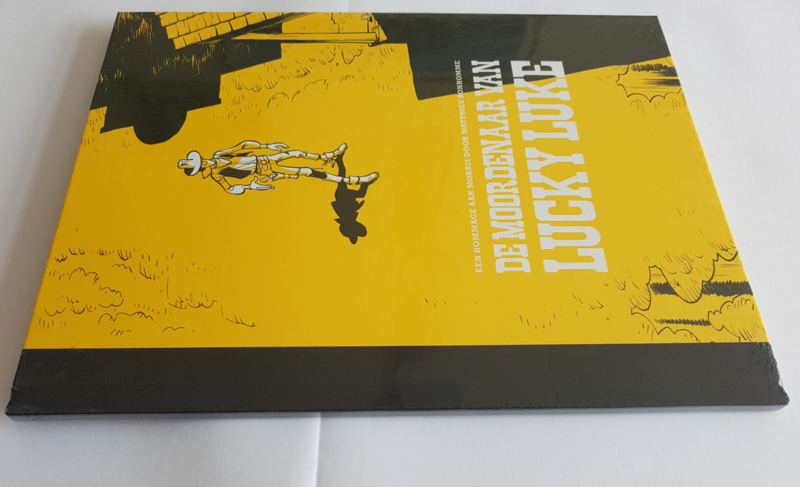 EEN HOMMAGE AAN MORRIS DOOR MATTHIEU BONHOMME
DE MOORDENAAR VAN
LUCKY LUKE